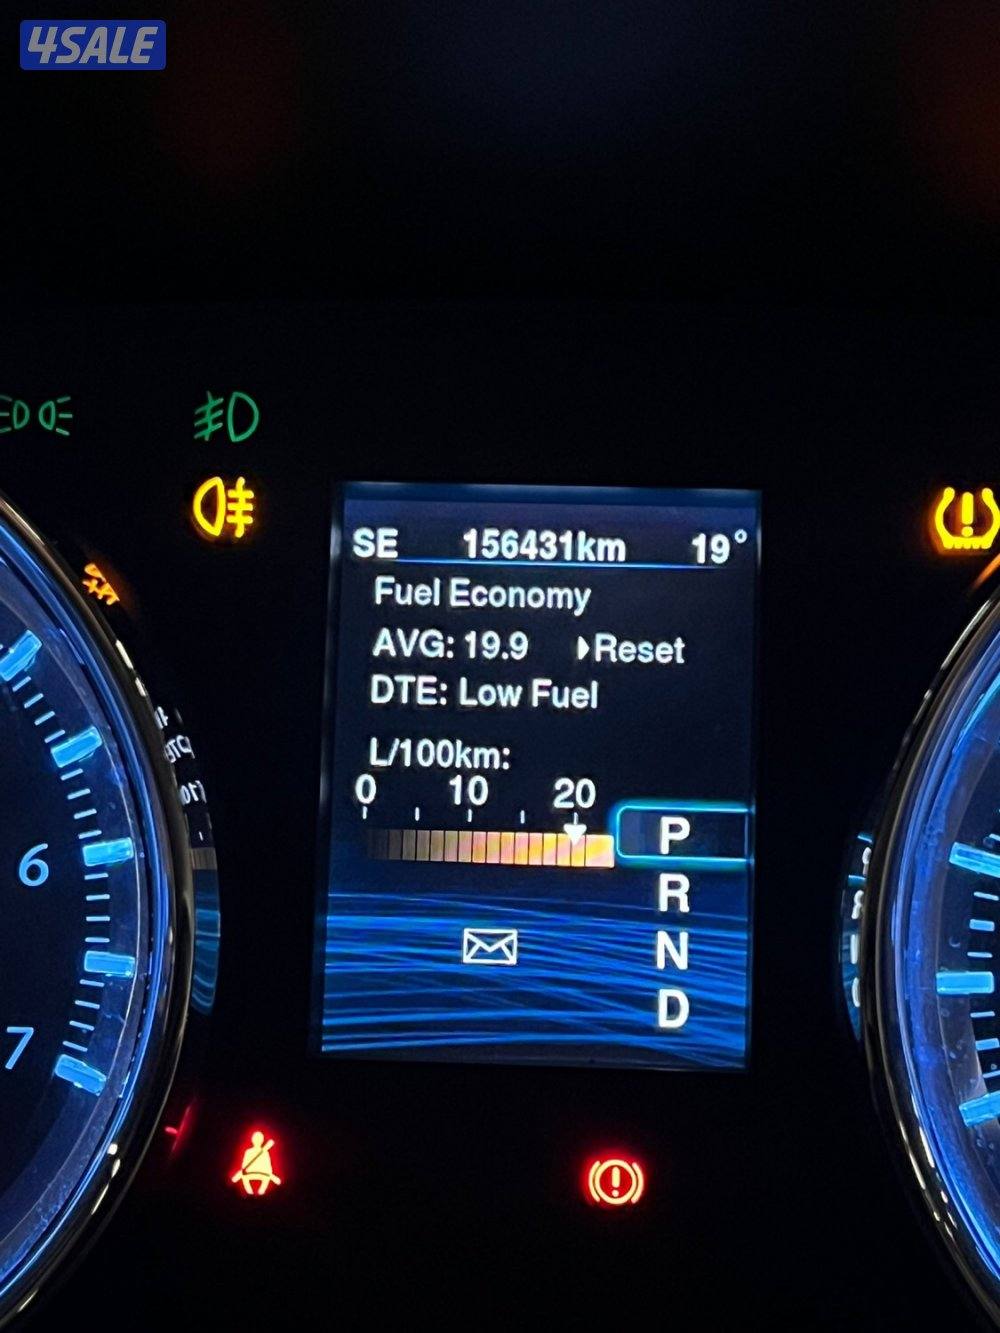 4SALE
SE 156431km 19°
Fuel Economy
AVG: 19.9 Reset
DTE: Low Fuel
L/100km:
0 10 20
P
R
N
D
6
7